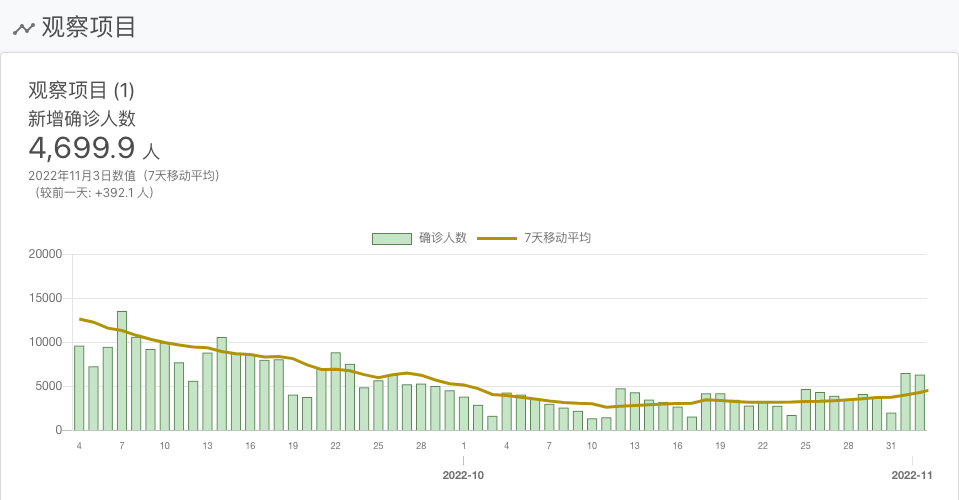 观察项目
观察项目 (1)
新增确诊人数
4,699.9 人
2022年11月3日数值（7天移动平均）
（较前一天: +392.1 人）
确诊人数 7天移动平均
20000
15000
10000
5000
0
4 7 10 13 16 19 22 25 28 1 4 7 10 13 16 19 22 25 28 31
2022-10 2022-11